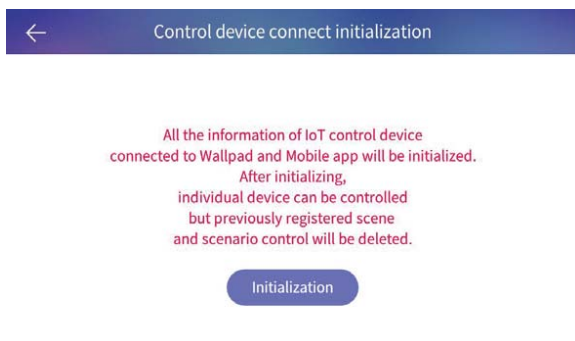 Control device connect initialization
All the information of IoT control device
connected to Wallpad and Mobile app will be initialized.
After initializing,
individual device can be controlled
but previously registered scene
and scenario control will be deleted.
Initialization